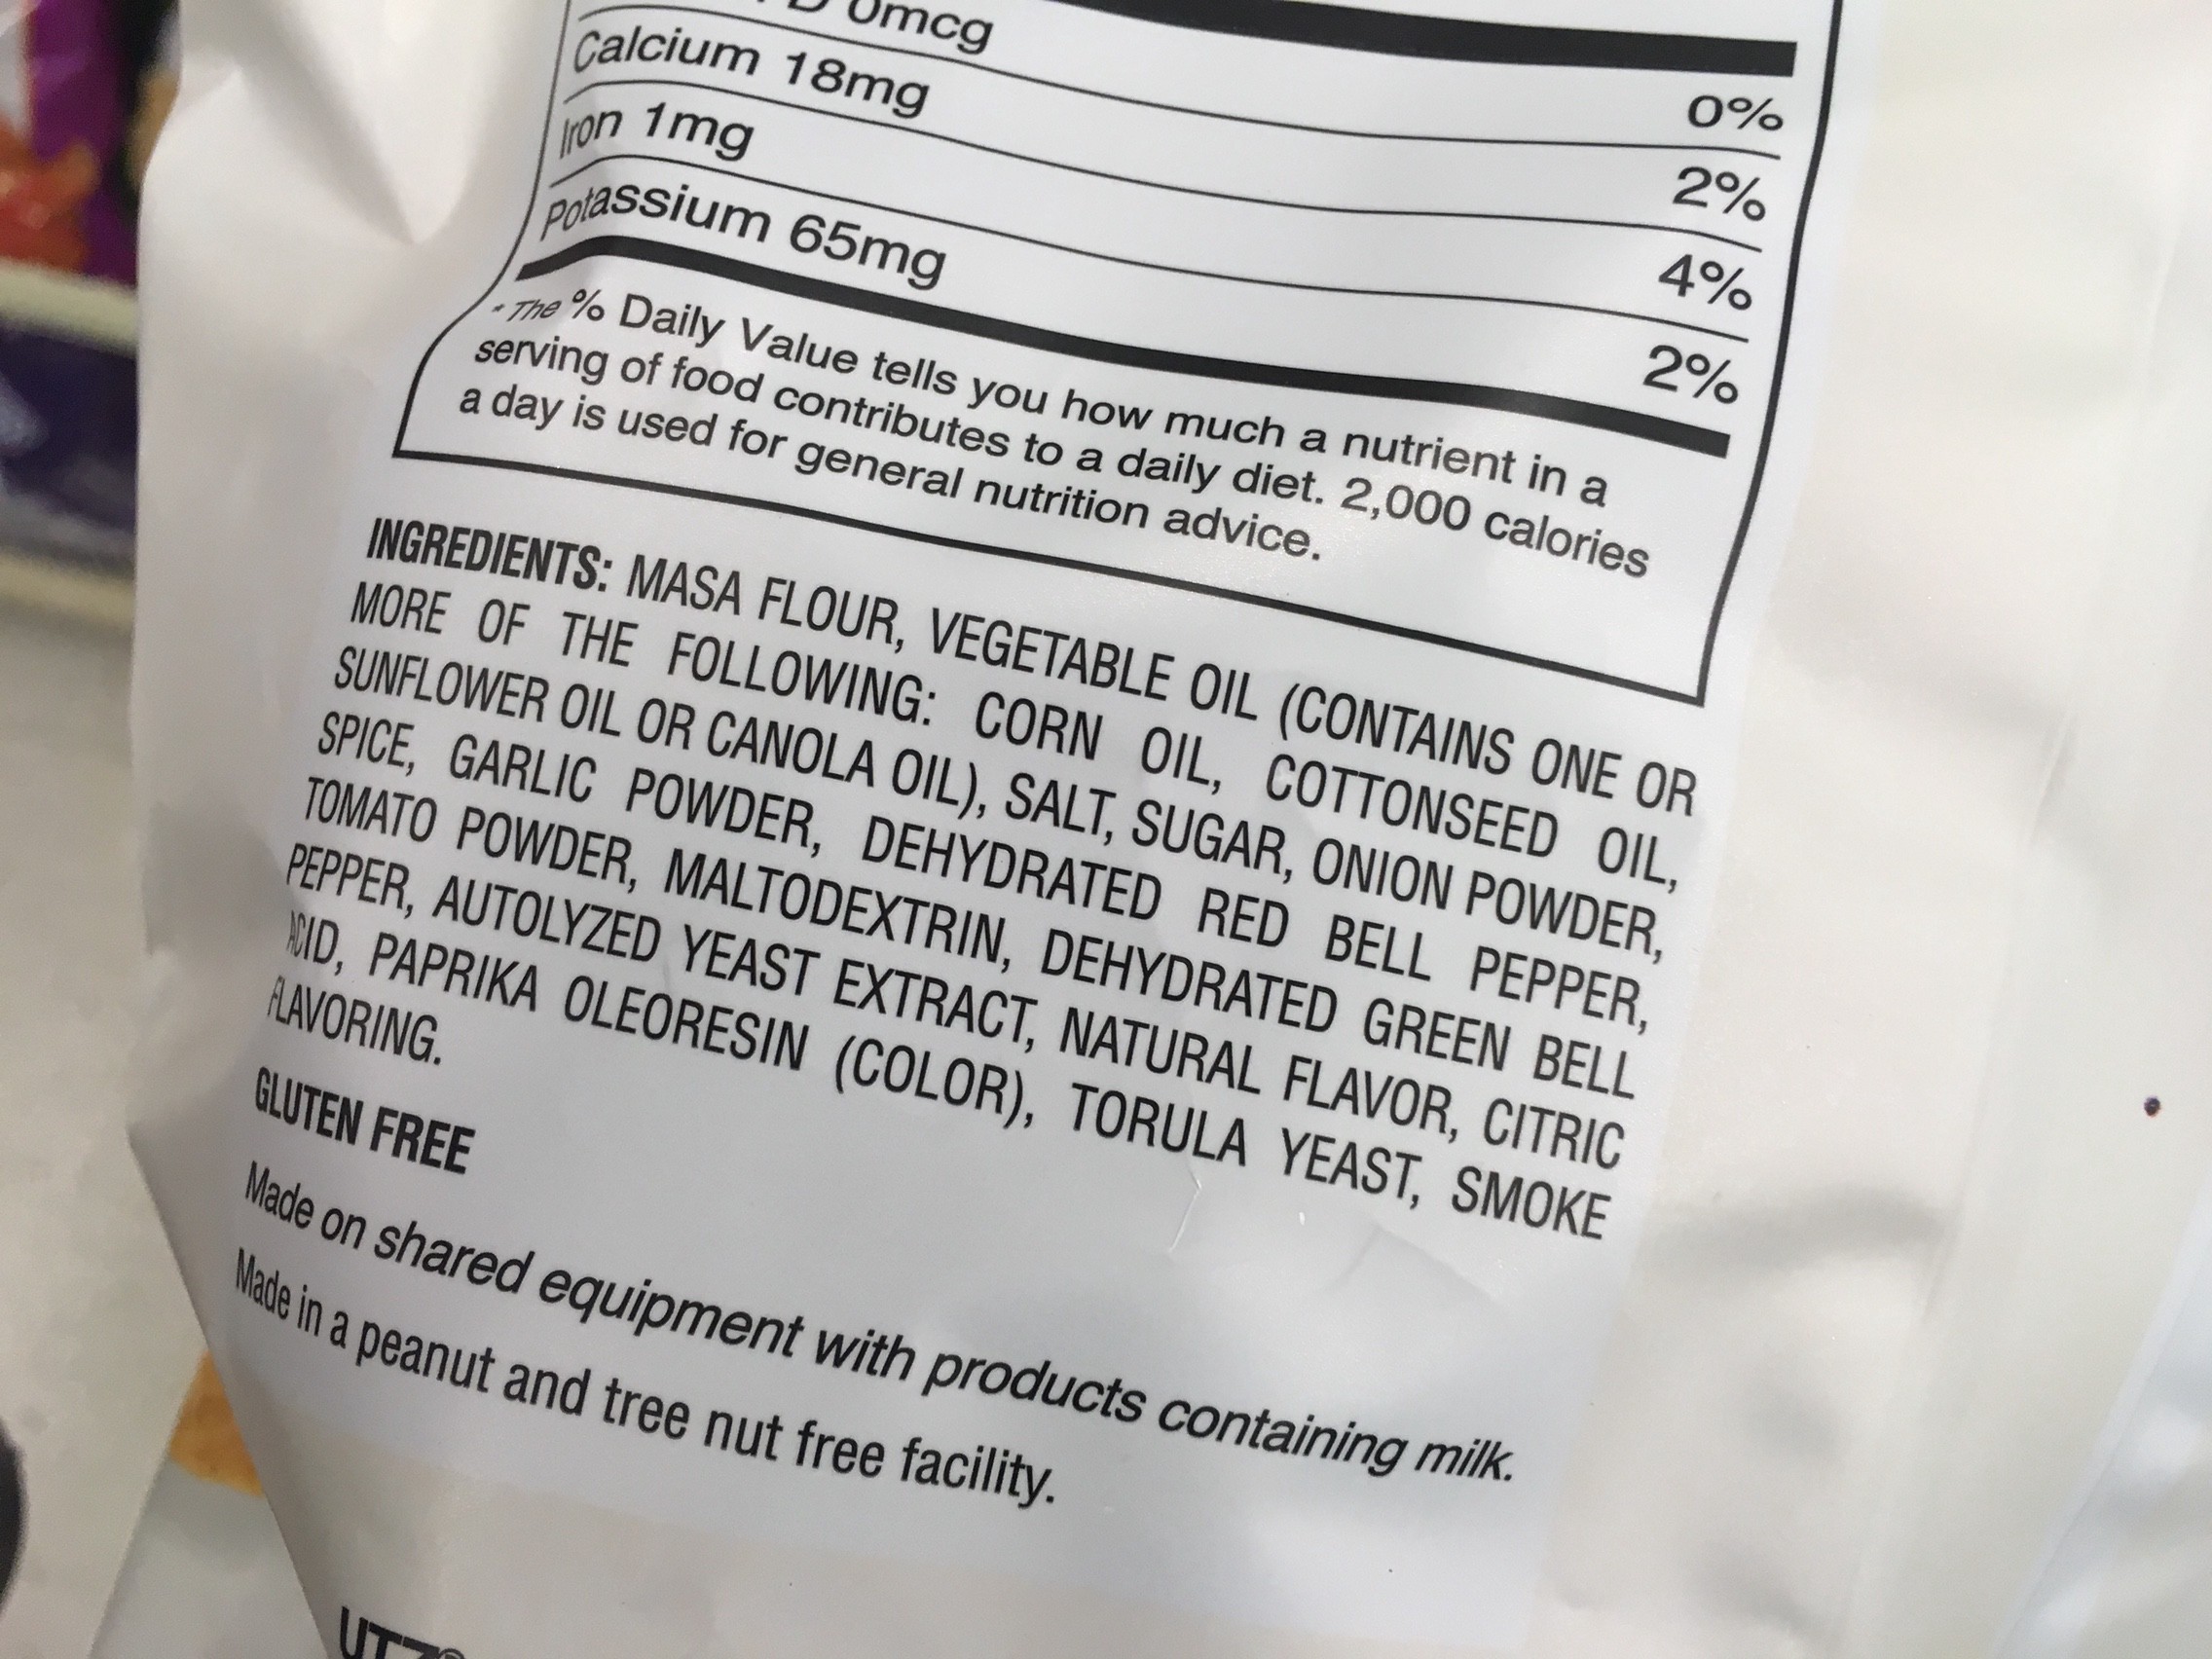 D 0mcg 0%
Calcium 18mg 2%
Iron 1mg 4%
Potassium 65mg 2%
* The % Daily Value tells you how much a nutrient in a
serving of food contributes to a daily diet. 2,000 calories
a day is used for general nutrition advice.
INGREDIENTS: MASA FLOUR, VEGETABLE OIL (CONTAINS ONE OR
MORE OF THE FOLLOWING: CORN OIL, COTTONSEED OIL,
SUNFLOWER OIL OR CANOLA OIL), SALT, SUGAR, ONION POWDER,
SPICE, GARLIC POWDER, DEHYDRATED RED BELL PEPPER,
TOMATO POWDER, MALTODEXTRIN, DEHYDRATED GREEN BELL
PEPPER, AUTOLYZED YEAST EXTRACT, NATURAL FLAVOR, CITRIC
ACID, PAPRIKA OLEORESIN (COLOR), TORULA YEAST, SMOKE
FLAVORING.
GLUTEN FREE
Made on shared equipment with products containing milk.
Made in a peanut and tree nut free facility.
UTZ®